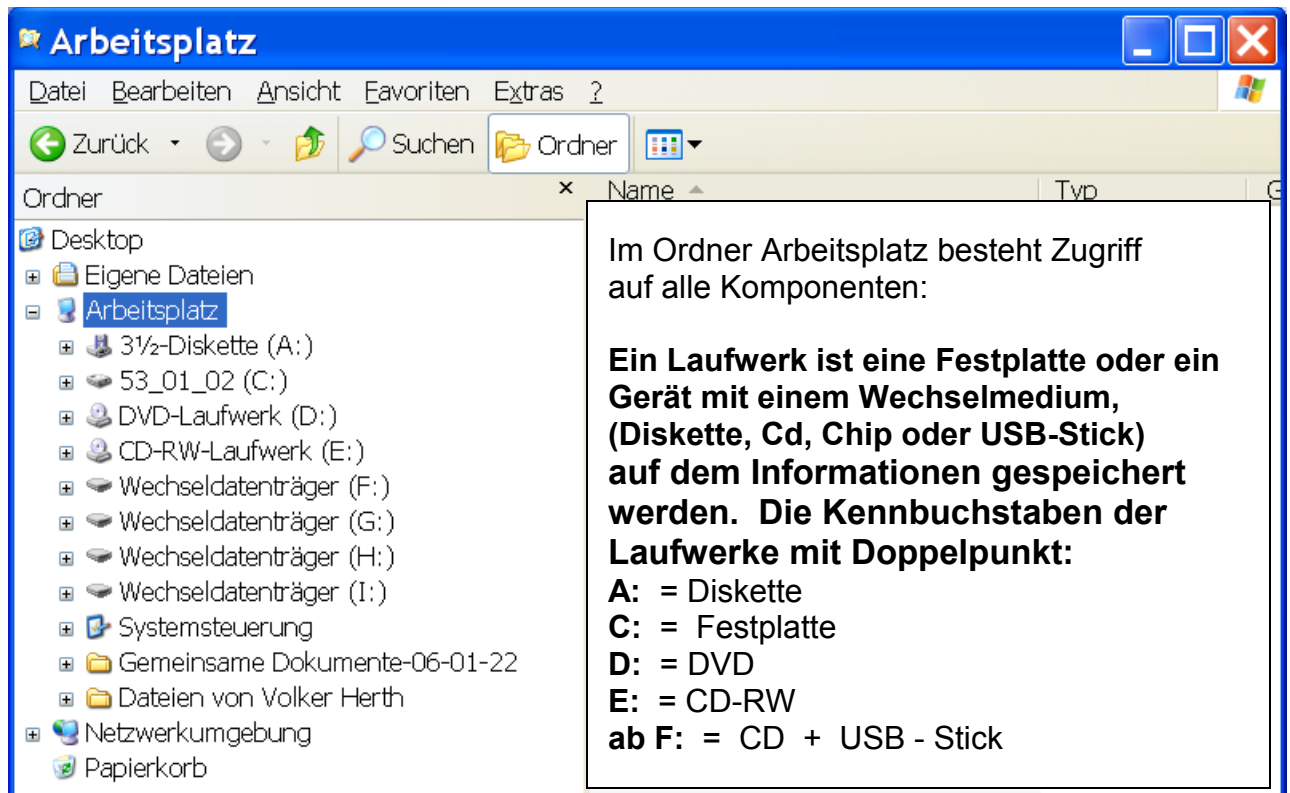 Arbeitsplatz
Datei Bearbeiten Ansicht Favoriten Extras ?
Zurück Suchen Ordner
Ordner × Name Typ G
Desktop
Eigene Dateien
Arbeitsplatz
3½-Diskette (A:)
53_01_02 (C:)
DVD-Laufwerk (D:)
CD-RW-Laufwerk (E:)
Wechseldatenträger (F:)
Wechseldatenträger (G:)
Wechseldatenträger (H:)
Wechseldatenträger (I:)
Systemsteuerung
Gemeinsame Dokumente-06-01-22
Dateien von Volker Herth
Netzwerkumgebung
Papierkorb
Im Ordner Arbeitsplatz besteht Zugriff
auf alle Komponenten:
Ein Laufwerk ist eine Festplatte oder ein
Gerät mit einem Wechselmedium,
(Diskette, Cd, Chip oder USB-Stick)
auf dem Informationen gespeichert
werden. Die Kennbuchstaben der
Laufwerke mit Doppelpunkt:
A: = Diskette
C: = Festplatte
D: = DVD
E: = CD-RW
ab F: = CD + USB - Stick